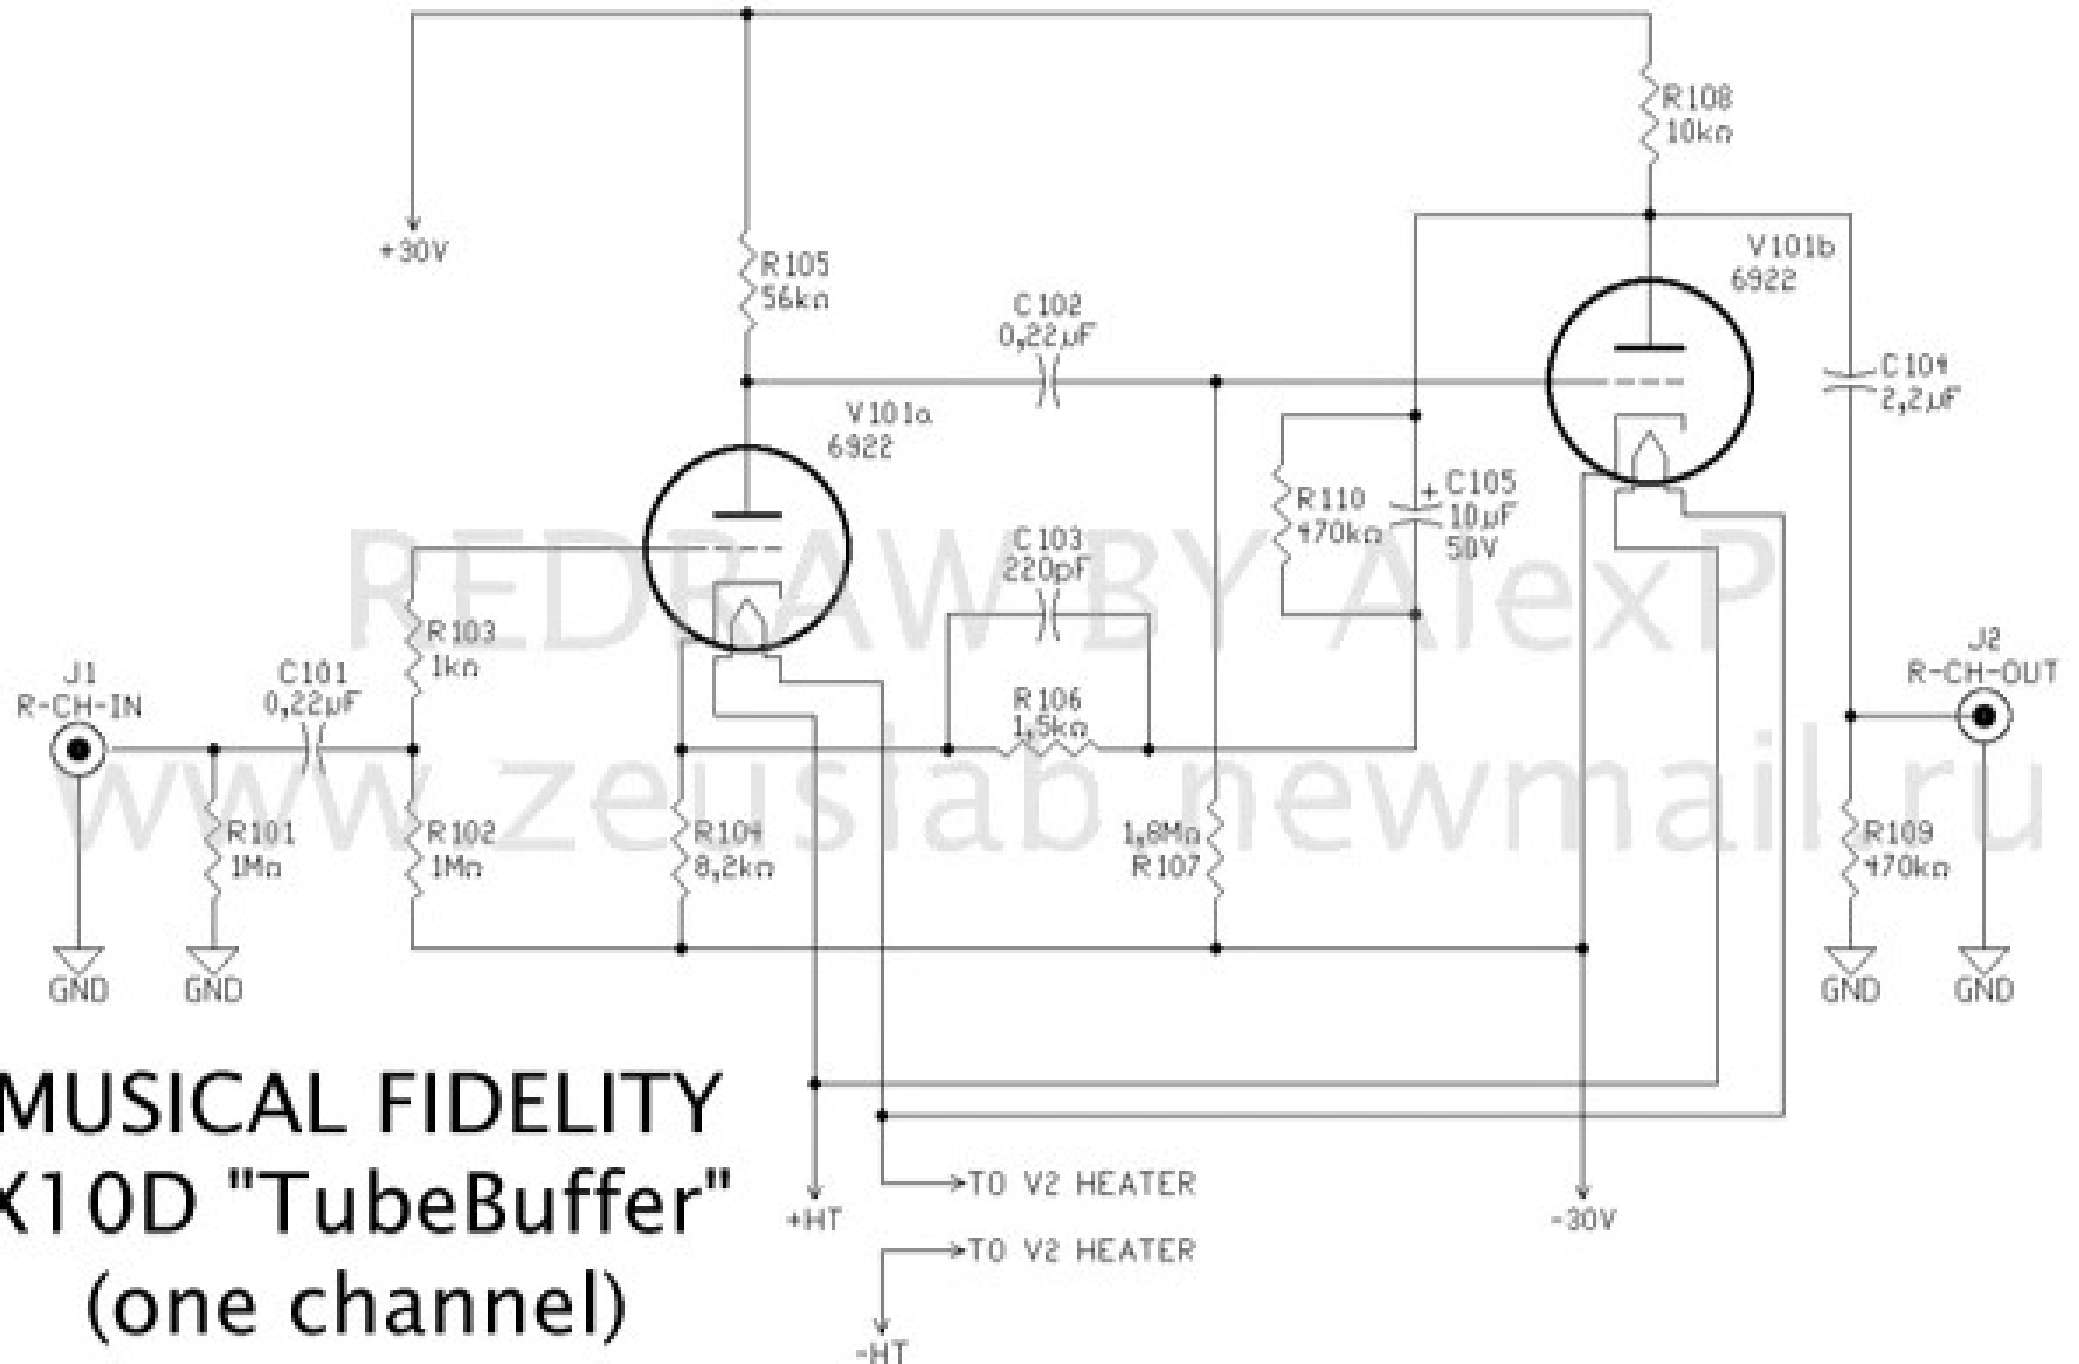 R108
10kΩ
+30V
V101b
6922
R105
56kΩ
C102
0,22µF
C104
2,2µF
V101a
6922
C105
+
10µF
50V
R110
470kΩ
C103
220pF
REDRAW BY AlexP
R103
1kΩ
J1
R-CH-IN
C101
0,22µF
R106
1,5kΩ
J2
R-CH-OUT
www.zeuslab.newmail.ru
R101
1MΩ
R102
1MΩ
R104
8,2kΩ
1,8MΩ
R107
R109
470kΩ
GND
GND
GND
GND
MUSICAL FIDELITY
X10D "TubeBuffer"
(one channel)
TO V2 HEATER
+HT
-30V
TO V2 HEATER
-HT